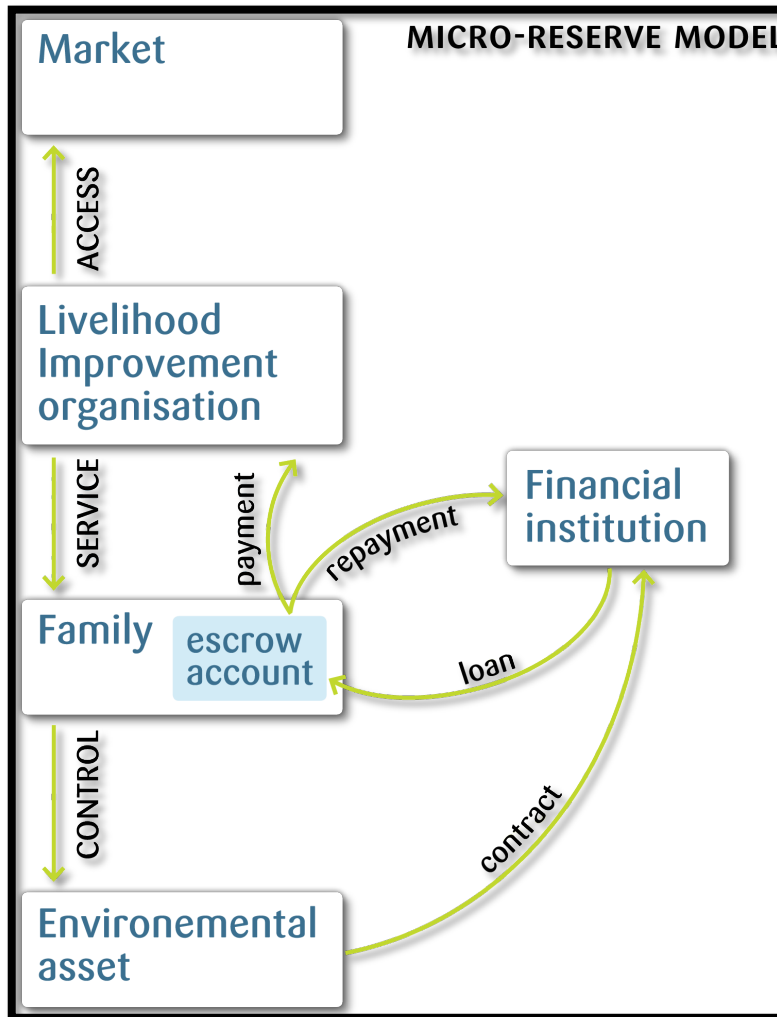 Market
MICRO-RESERVE MODEL
ACCESS
Livelihood
Improvement
organisation
SERVICE
payment
repayment
Financial
institution
Family
escrow
account
loan
CONTROL
contract
Environemental
asset